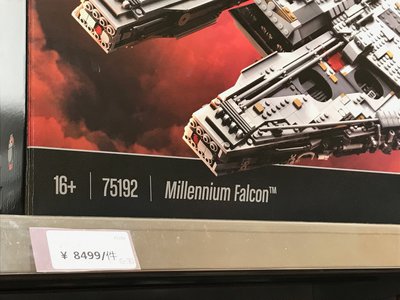 16+ 75192 Millennium Falcon™
¥ 8499/件